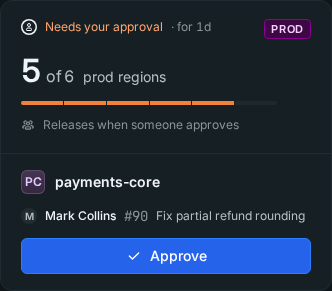 Needs your approval · for 1d
PROD
5 of 6 prod regions
Releases when someone approves
PC payments-core
M Mark Collins #90 Fix partial refund rounding
Approve